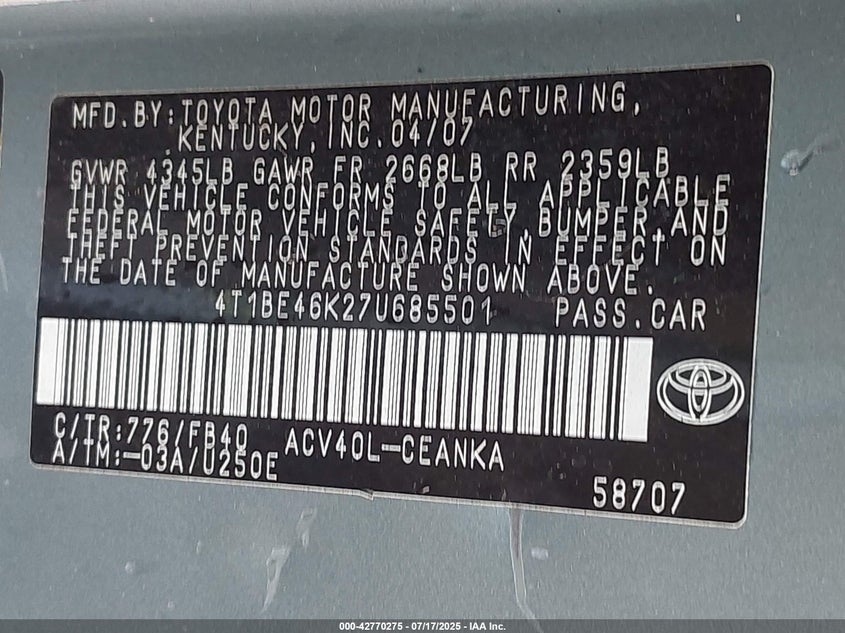 MFD.BY:TOYOTA MOTOR MANUFACTURING,
KENTUCKY,INC.04/07
GVWR 4345LB GAWR FR 2668LB RR 2359LB
THIS VEHICLE CONFORMS TO ALL APPLICABLE
FEDERAL MOTOR VEHICLE SAFETY,BUMPER,AND
THEFT PREVENTION STANDARDS IN EFFECT ON
THE DATE OF MANUFACTURE SHOWN ABOVE.
4T1BE46K27U685501 PASS.CAR
C/TR:776/FB40 ACV40L-CEANKA
A/TM:-03A/U250E
58707
000-42770275 - 07/17/2025 - IAA Inc.